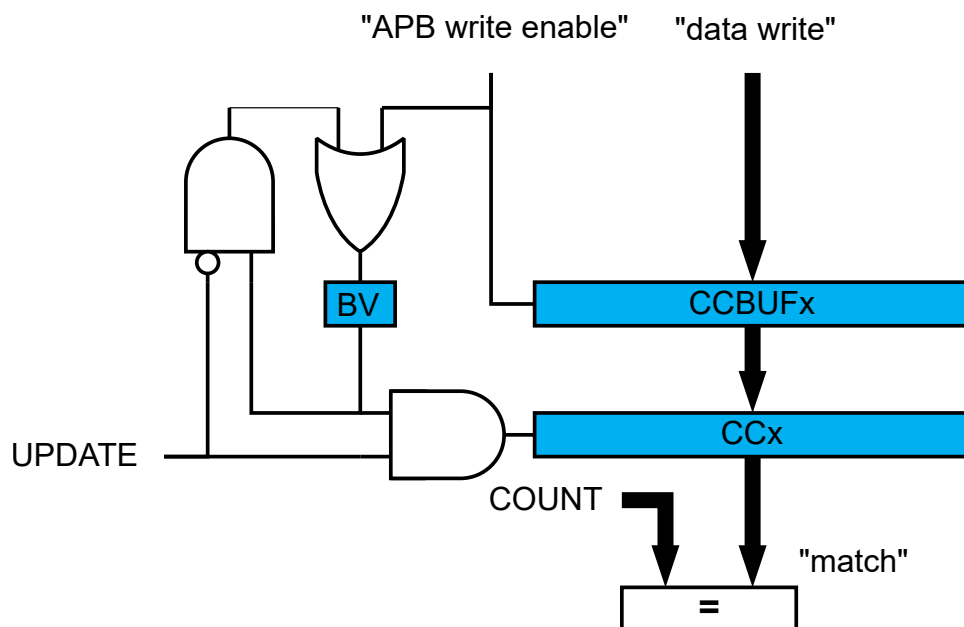 "APB write enable" "data write"
BV
CCBUFx
CCx
UPDATE
COUNT
"match"
=